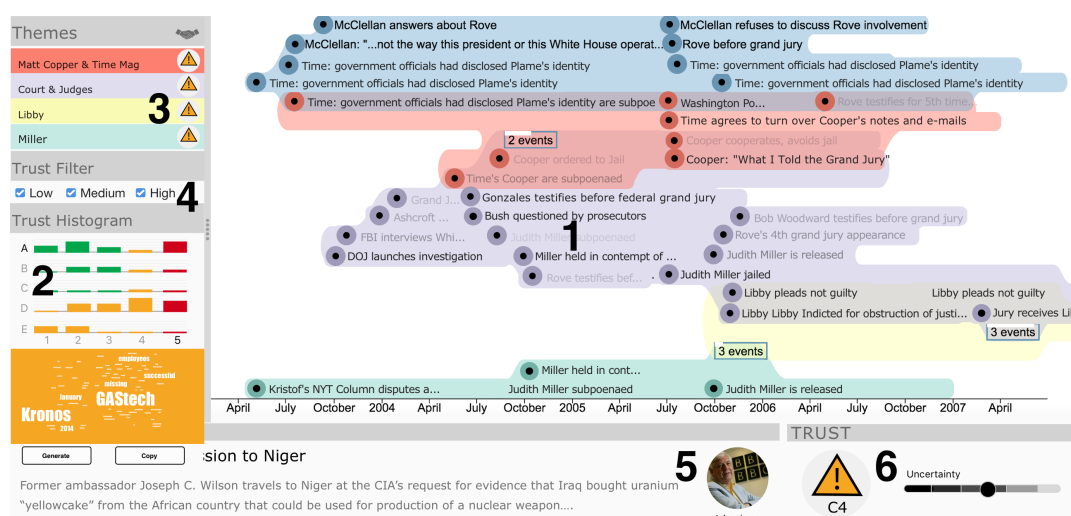 Themes
Matt Copper & Time Mag
Court & Judges
Libby
Miller
3
Trust Filter
Low Medium High
4
Trust Histogram
A
B
C
D
E
1 2 3 4 5
2
employees
successful
missing
January
GAStech
Kronos
2014
Generate Copy
McClellan answers about Rove
McClellan refuses to discuss Rove involvement
McClellan: "...not the way this president or this White House operat...
Rove before grand jury
Time: government officials had disclosed Plame's identity
Time: government officials had disclosed Plame's identity
Time: government officials had disclosed Plame's identity
Time: government officials had disclosed Plame's identity
Time: government officials had disclosed Plame's identity are subpoe
Washington Po...
Rove testifies for 5th time...
Time agrees to turn over Cooper's notes and e-mails
2 events
Cooper cooperates, avoids jail
Cooper ordered to Jail
Cooper: "What I Told the Grand Jury"
Time's Cooper are subpoenaed
Grand J...
Gonzales testifies before federal grand jury
Ashcroft ...
Bush questioned by prosecutors
Bob Woodward testifies before grand jury
FBI interviews Whi...
Judith Miller subpoenaed
1
Rove's 4th grand jury appearance
DOJ launches investigation
Miller held in contempt of ...
Judith Miller is released
Rove testifies bef...
Judith Miller jailed
Libby pleads not guilty
Libby pleads not guilty
Libby Libby Indicted for obstruction of justi...
Jury receives Li
3 events
3 events
Miller held in cont...
Kristof's NYT Column disputes a...
Judith Miller subpoenaed
Judith Miller is released
April July October 2004 April July October 2005 April July October 2006 April July October 2007 April
sion to Niger
Former ambassador Joseph C. Wilson travels to Niger at the CIA's request for evidence that Iraq bought uranium
"yellowcake" from the African country that could be used for production of a nuclear weapon....
5
BB
TRUST
C4
6
Uncertainty